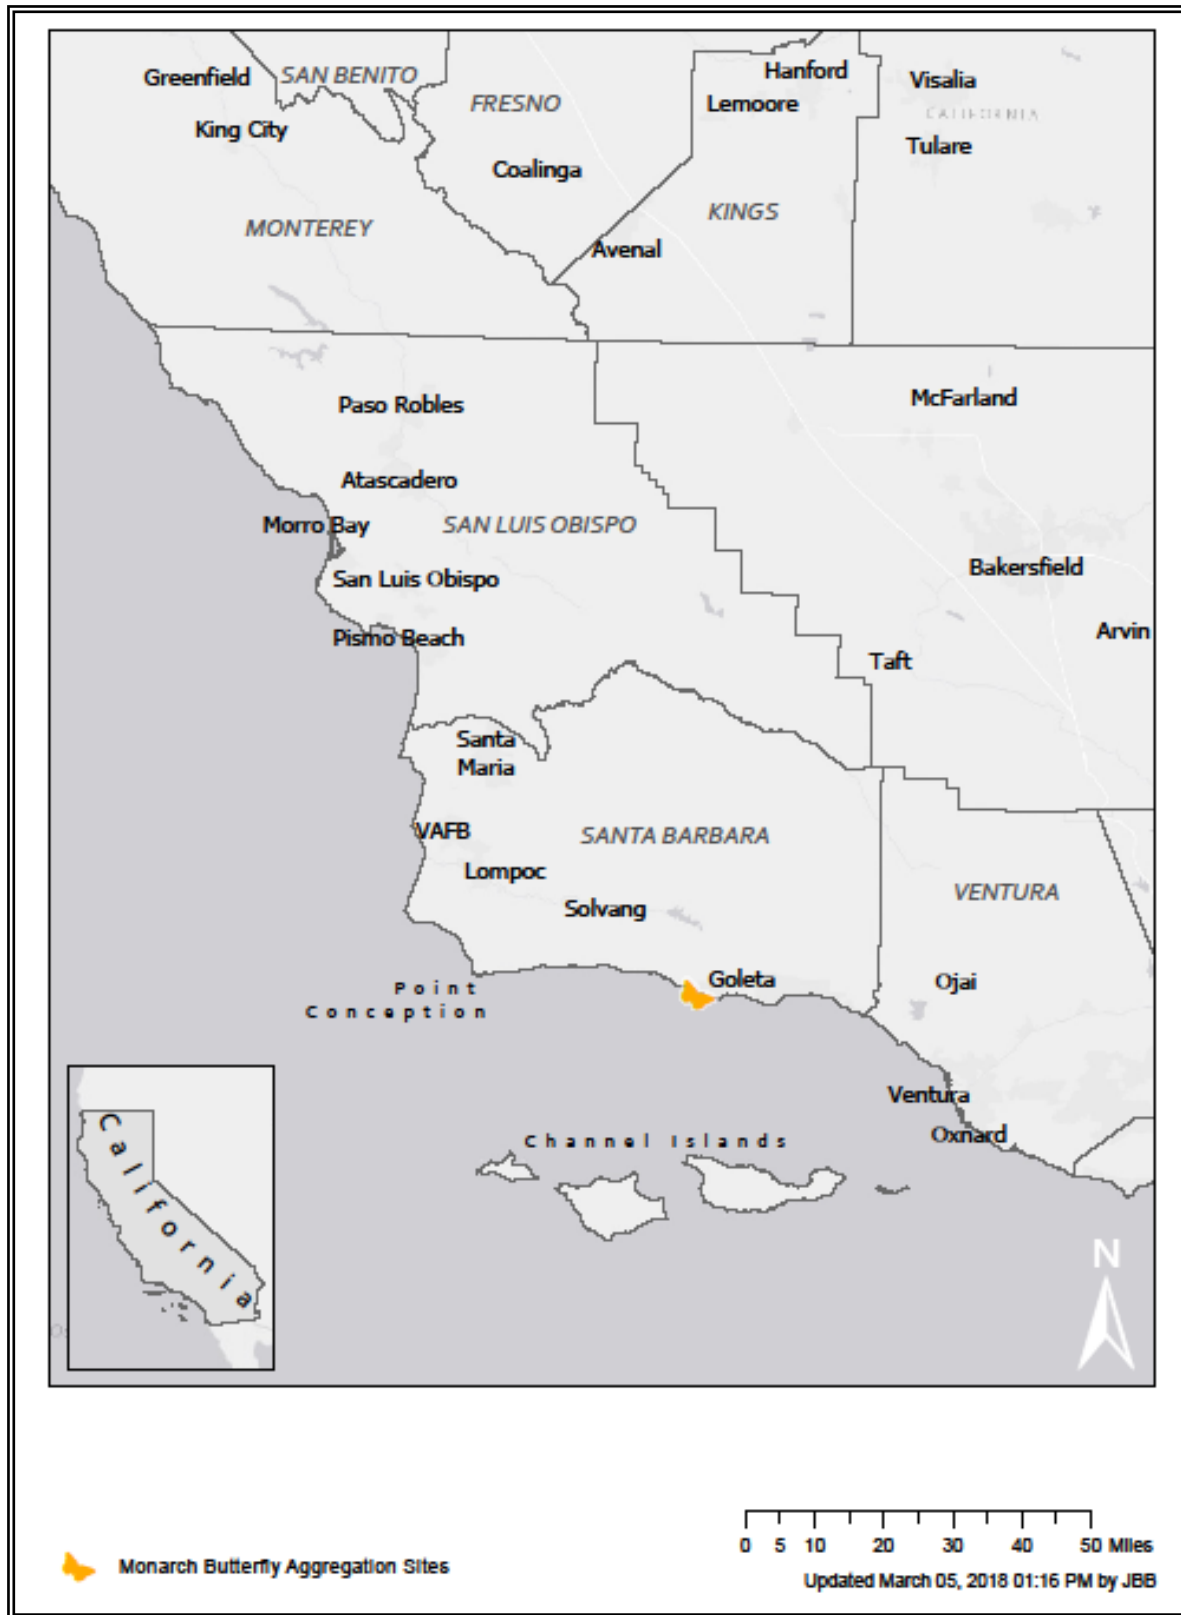 Greenfield
SAN BENITO
Hanford
Visalia
FRESNO
Lemoore
CALIFORNIA
King City
Tulare
Coalinga
KINGS
MONTEREY
Avenal
McFarland
Paso Robles
Atascadero
Morro Bay
SAN LUIS OBISPO
Bakersfield
San Luis Obispo
Arvin
Pismo Beach
Taft
Santa
Maria
VAFB
SANTA BARBARA
Lompoc
VENTURA
Solvang
Goleta
Ojai
Point
Conception
Ventura
Oxnard
Channel Islands
California
N
0 5 10 20 30 40 50 Miles
Monarch Butterfly Aggregation Sites
Updated March 05, 2018 01:16 PM by JBB